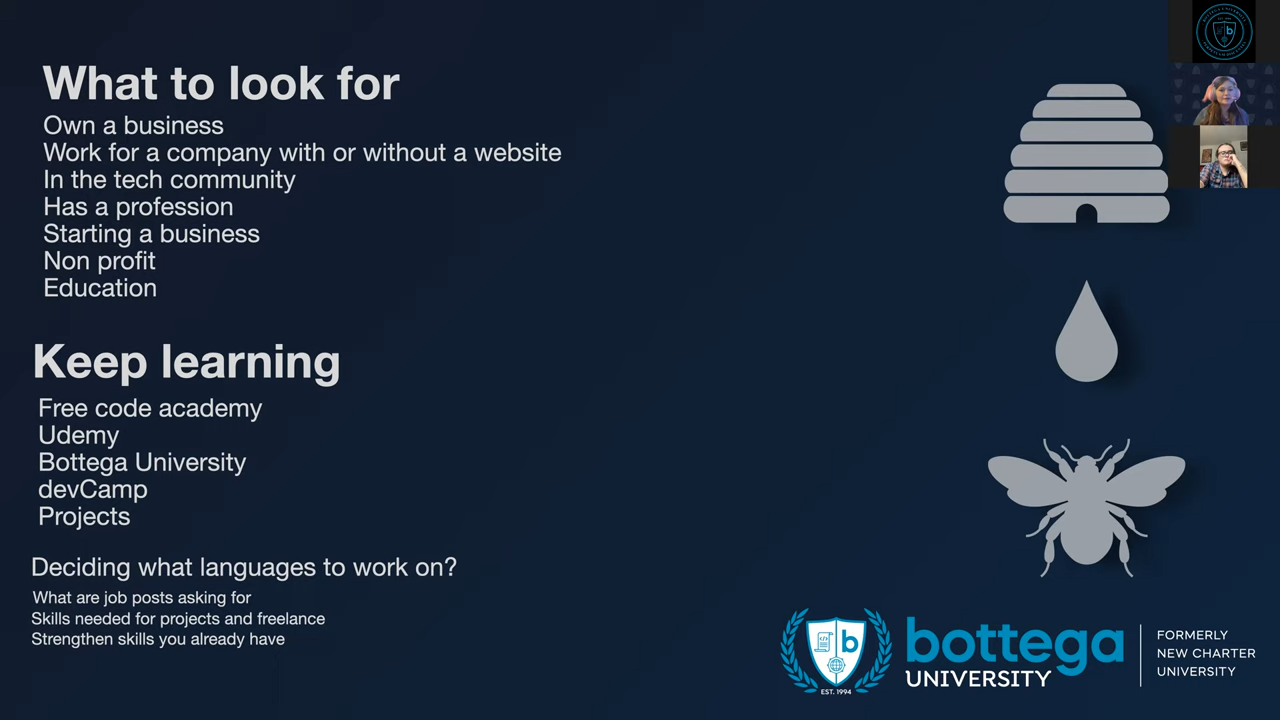 What to look for
Own a business
Work for a company with or without a website
In the tech community
Has a profession
Starting a business
Non profit
Education
Keep learning
Free code academy
Udemy
Bottega University
devCamp
Projects
Deciding what languages to work on?
What are job posts asking for
Skills needed for projects and freelance
Strengthen skills you already have
b
EST. 1994
bottega
UNIVERSITY
FORMERLY
NEW CHARTER
UNIVERSITY
b